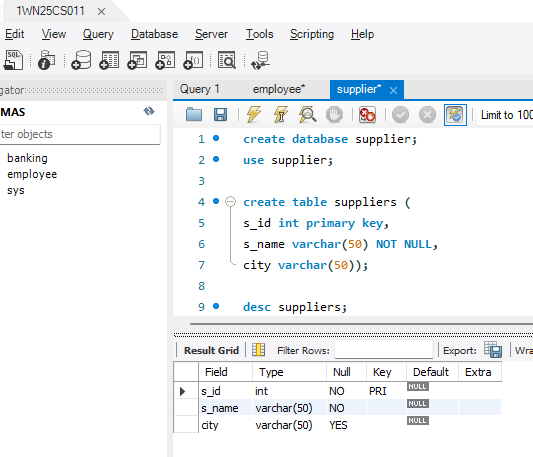 1WN25CS011
Edit View Query Database Server Tools Scripting Help
SQL
gator
Query 1 employee* supplier*
MAS
ter objects
banking
employee
sys
Limit to 100
1 create database supplier;
2 use supplier;
3
4 create table suppliers (
5 s_id int primary key,
6 s_name varchar(50) NOT NULL,
7 city varchar(50));
8
9 desc suppliers;
Result Grid Filter Rows: Export: Wra
Field Type Null Key Default Extra
s_id int NO PRI NULL
s_name varchar(50) NO NULL
city varchar(50) YES NULL